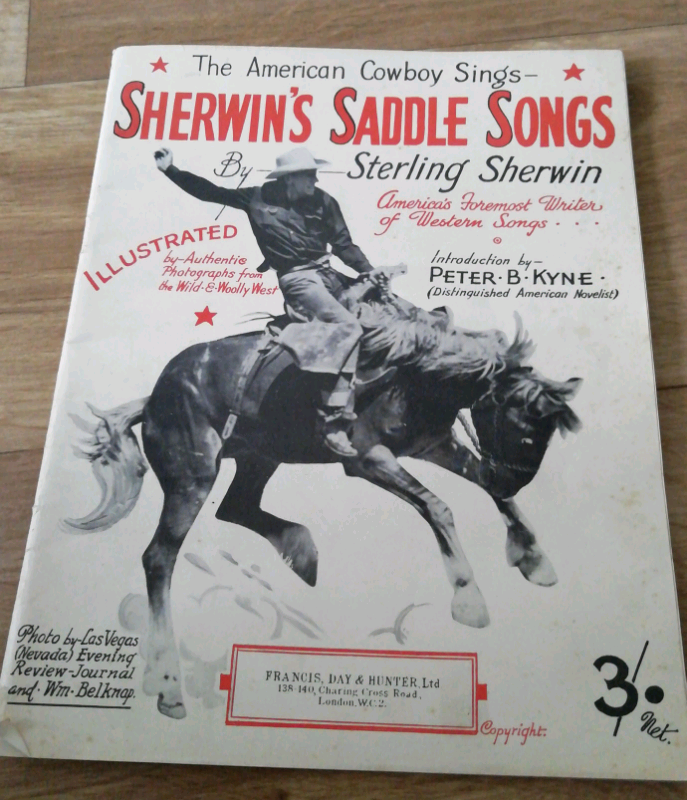 The American Cowboy Sings-
SHERWIN'S SADDLE SONGS
By - Sterling Sherwin
America's Foremost Writer
of Western Songs . . .
ILLUSTRATED
by-Authentic
Photographs from
the Wild-&-Woolly West
Introduction by-
PETER·B·KYNE·
(Distinguished American Novelist)
Photo by-Las Vegas
(Nevada) Evening
Review-Journal
and· Wm·Belknap.
FRANCIS, DAY & HUNTER, Ltd
138-140, Charing Cross Road,
London, W.C.2.
Copyright.
3/·
Net.